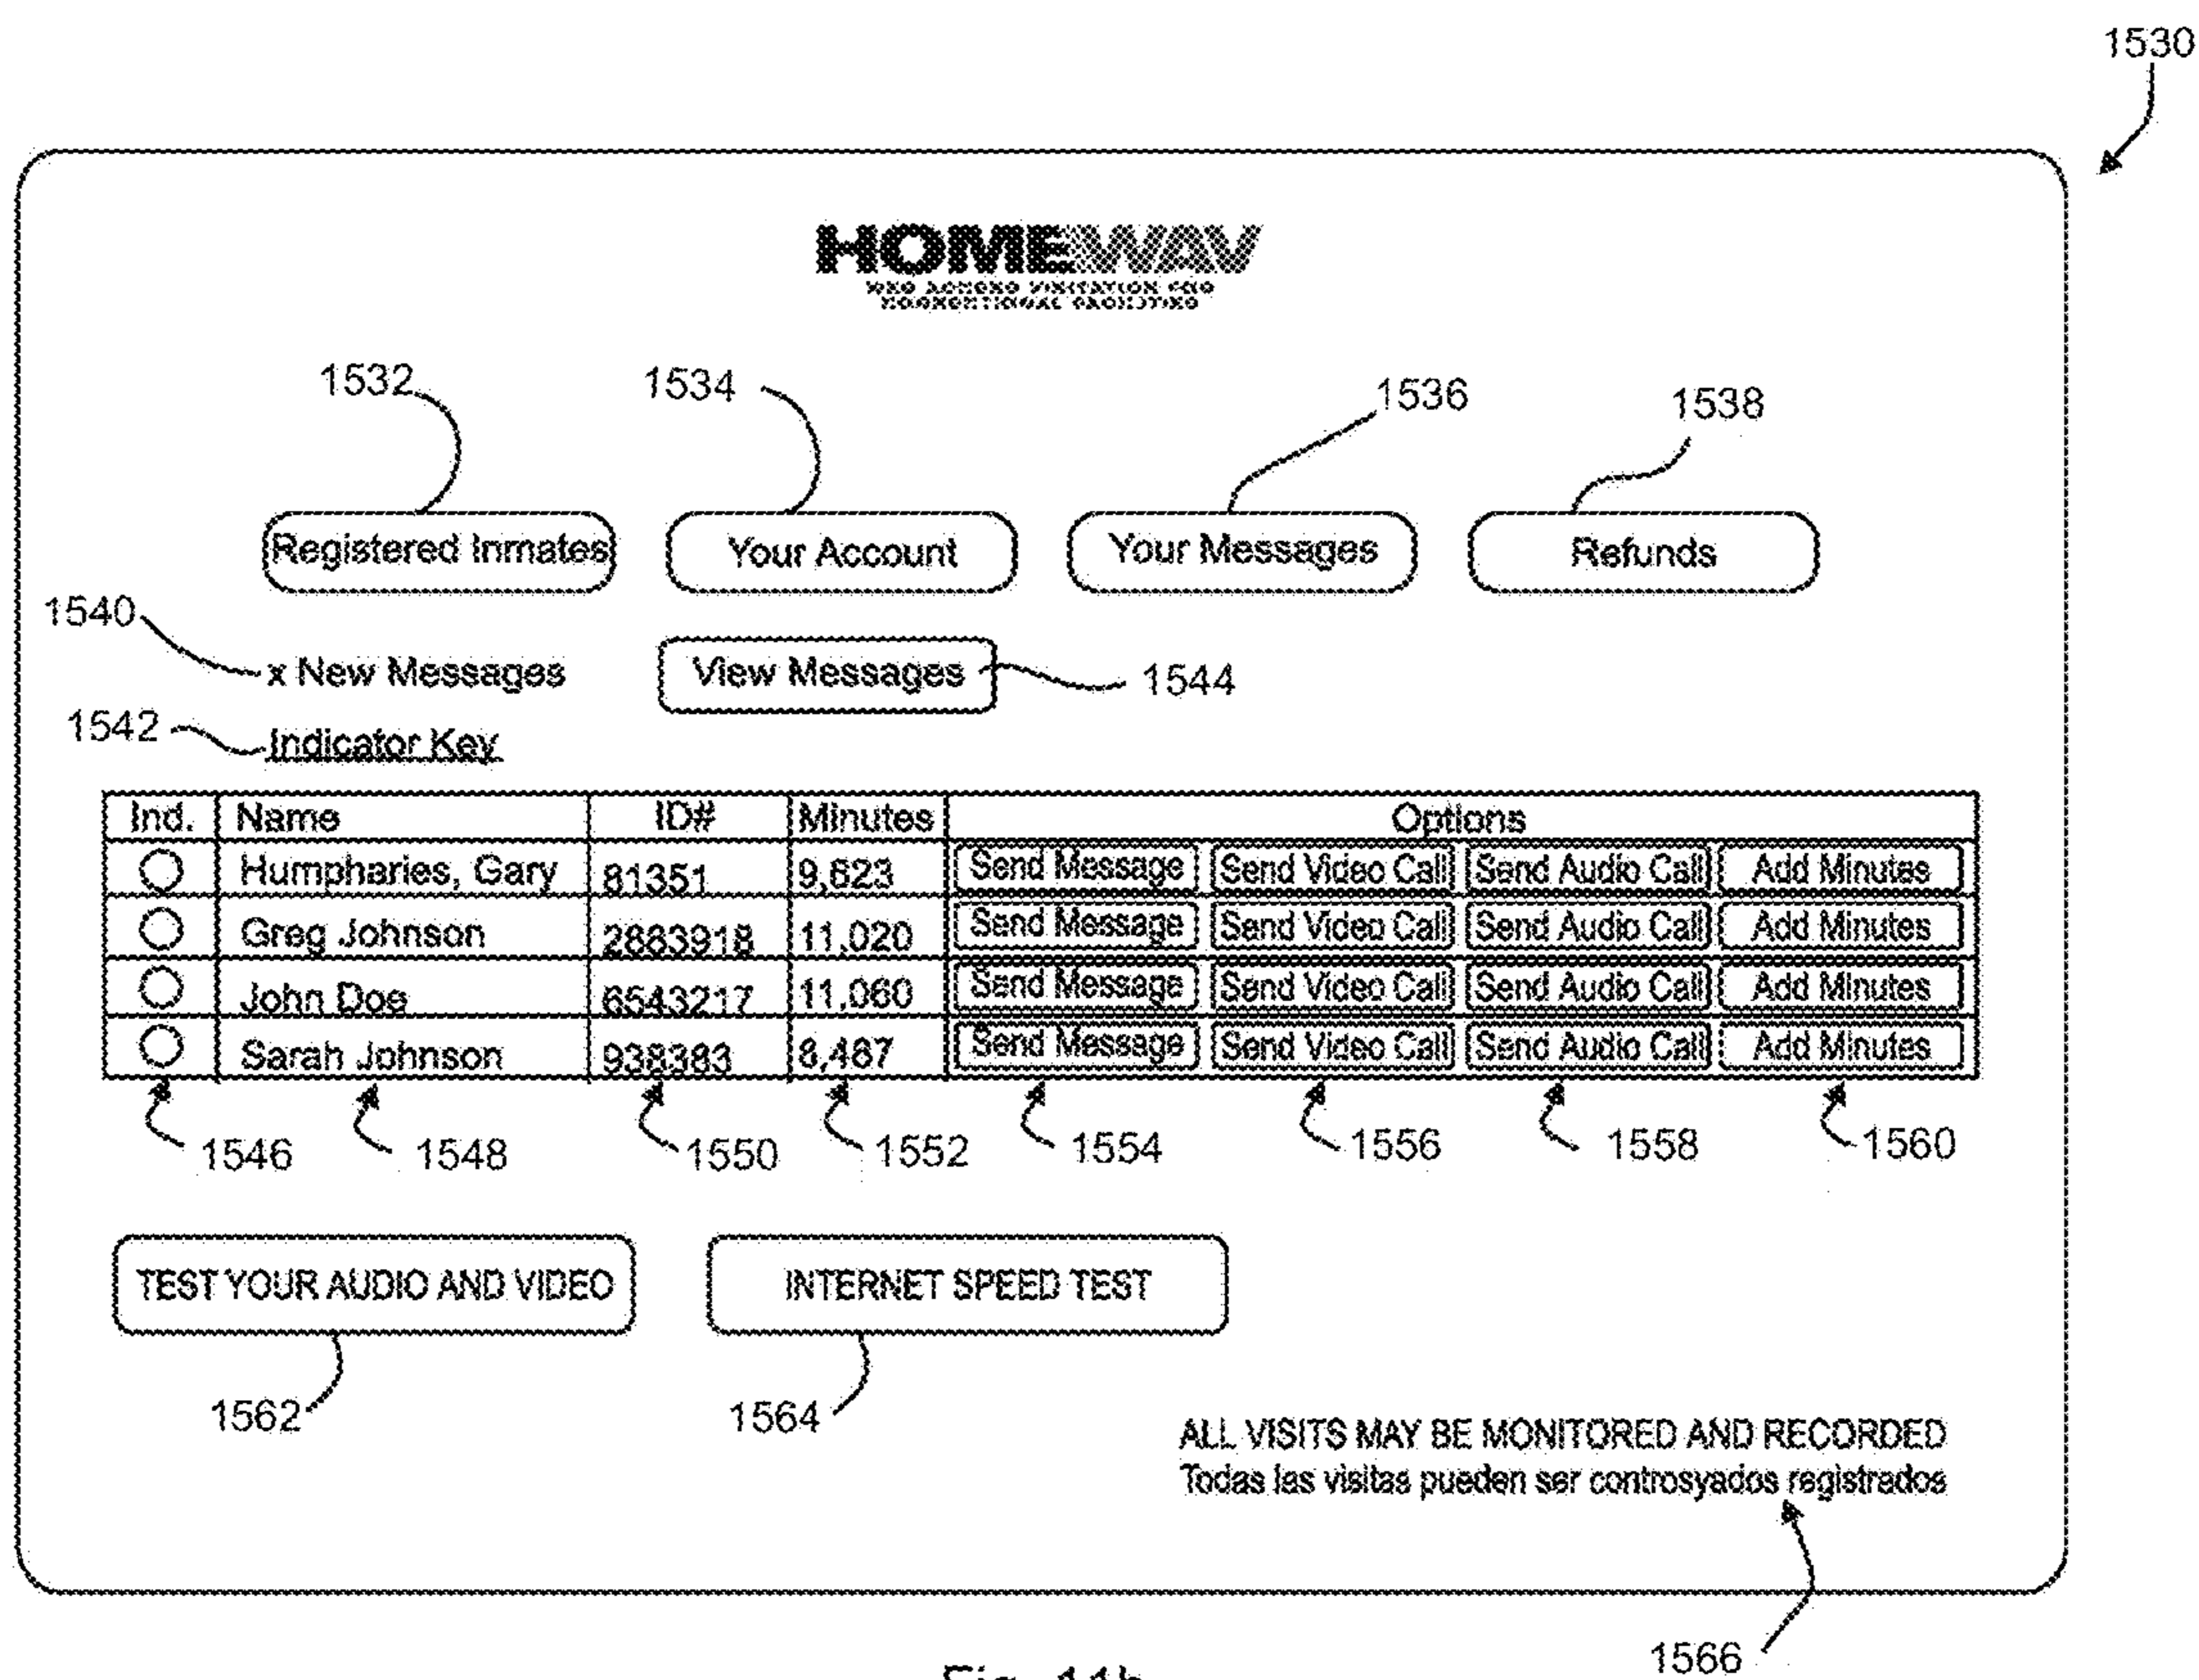 1530
HOMEWAV
WEB ACCESS VISITATION FOR
CORRECTIONAL FACILITIES
1532 1534 1536 1538
Registered Inmates Your Account Your Messages Refunds
1540
x New Messages View Messages 1544
1542 Indicator Key
Ind. Name ID# Minutes Options
Humpharies, Gary 81351 9,623 Send Message Send Video Call Send Audio Call Add Minutes
Greg Johnson 2883918 11,020 Send Message Send Video Call Send Audio Call Add Minutes
John Doe 6543217 11,060 Send Message Send Video Call Send Audio Call Add Minutes
Sarah Johnson 938383 8,487 Send Message Send Video Call Send Audio Call Add Minutes
1546 1548 1550 1552 1554 1556 1558 1560
TEST YOUR AUDIO AND VIDEO INTERNET SPEED TEST
1562 1564
ALL VISITS MAY BE MONITORED AND RECORDED
Todas las visitas pueden ser controsyados registrados
1566